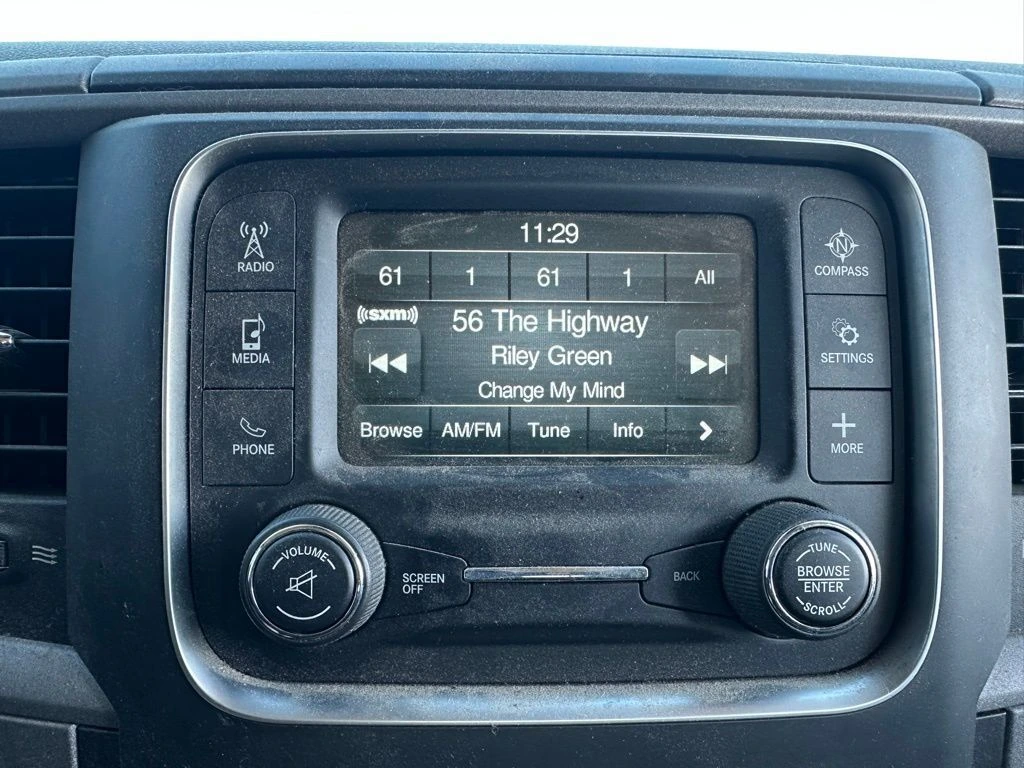 11:29
61 1 61 1 All
((sxm))
56 The Highway
Riley Green
Change My Mind
Browse AM/FM Tune Info
RADIO
MEDIA
PHONE
N
COMPASS
SETTINGS
MORE
VOLUME
SCREEN
OFF
BACK
TUNE
BROWSE
ENTER
SCROLL